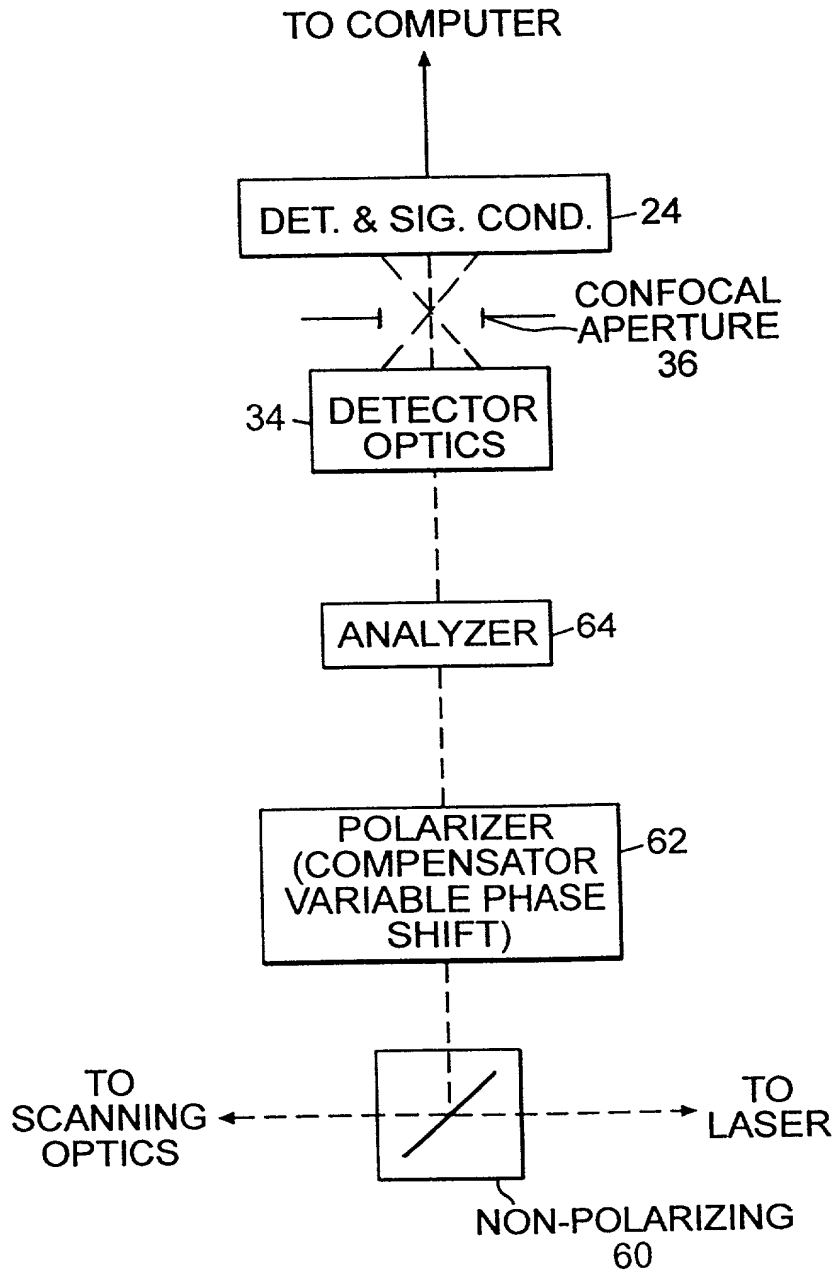 TO COMPUTER
DET. & SIG. COND.
24
CONFOCAL
APERTURE
36
34
DETECTOR
OPTICS
ANALYZER
64
POLARIZER
(COMPENSATOR
VARIABLE PHASE
SHIFT)
62
TO
SCANNING
OPTICS
TO
LASER
NON-POLARIZING
60